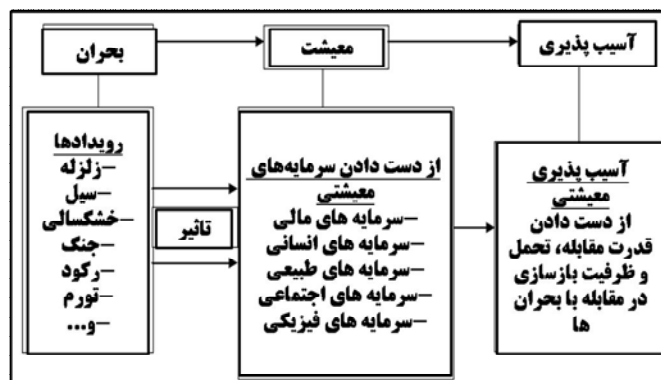 بحران
معیشت
آسیب پذیری
رویدادها
-زلزله
-سیل
-خشکسالی
-جنک
-رکود
-تورم
-و...
تاثیر
از دست دادن سرمایه‌های
معیشتی
-سرمایه های مالی
-سرمایه های انسانی
-سرمایه های طبیعی
-سرمایه های اجتماعی
-سرمایه های فیزیکی
آسیب پذیری
معیشتی
از دست دادن
قدرت مقابله، تحمل
و ظرفیت بازسازی
در مقابله با بحران
ها